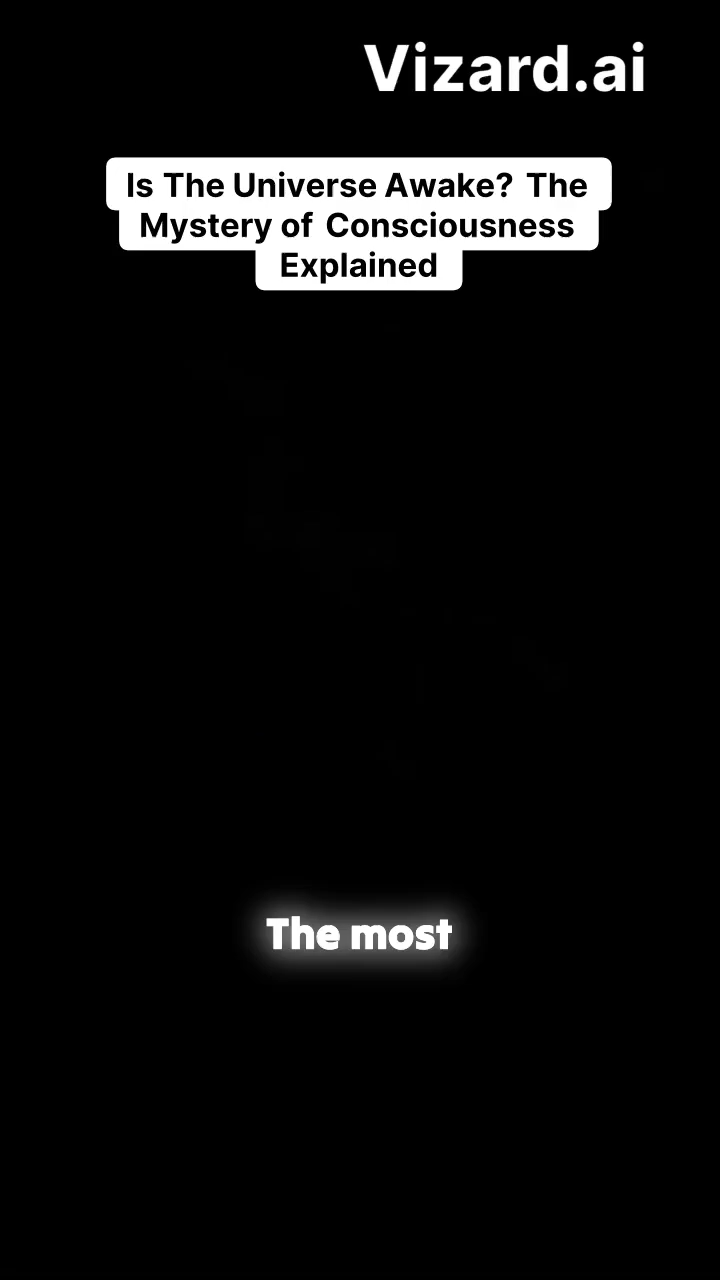 Vizard.ai
Is The Universe Awake? The
Mystery of Consciousness
Explained
The most